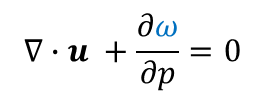 ∇ · u + ∂ω/∂p = 0